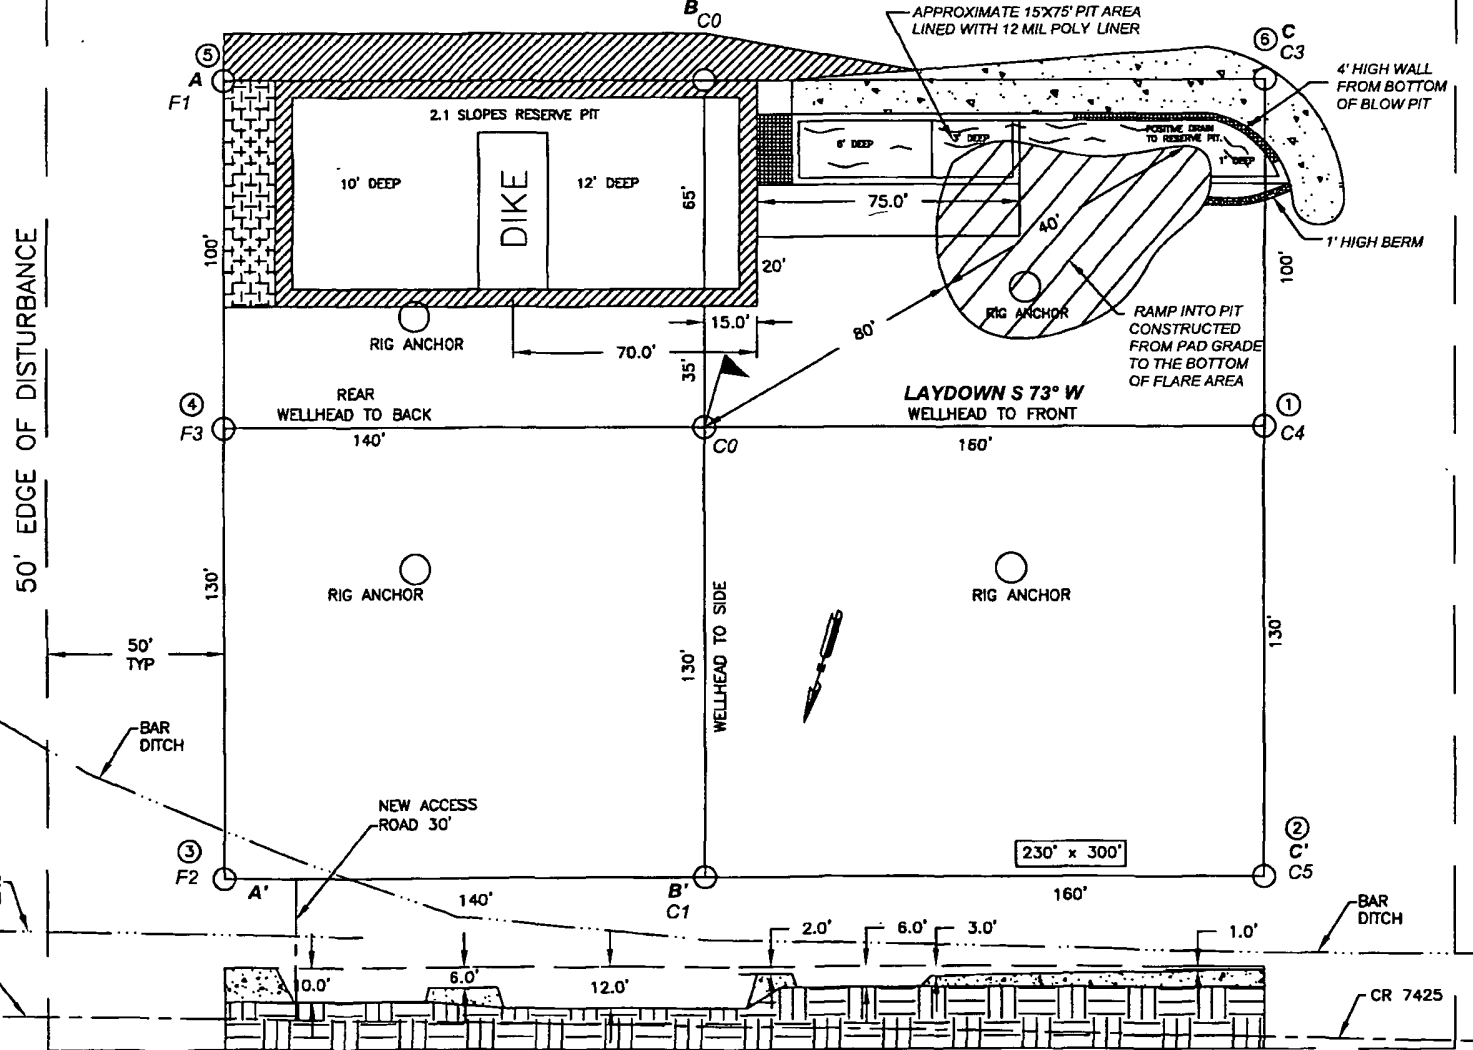 B
C0
APPROXIMATE 15'X75' PIT AREA
LINED WITH 12 MIL POLY LINER
5
A
F1
6
C
C3
4' HIGH WALL
FROM BOTTOM
OF BLOW PIT
2.1 SLOPES RESERVE PIT
10' DEEP
DIKE
12' DEEP
65'
6' DEEP
3' DEEP
POSITIVE DRAIN
TO RESERVE PIT.
1' DEEP
75.0'
40'
1' HIGH BERM
100'
20'
100'
RIG ANCHOR
RIG ANCHOR
RAMP INTO PIT
CONSTRUCTED
FROM PAD GRADE
TO THE BOTTOM
OF FLARE AREA
15.0'
70.0'
35'
80'
50' EDGE OF DISTURBANCE
REAR
WELLHEAD TO BACK
LAYDOWN S 73° W
WELLHEAD TO FRONT
4
F3
140'
C0
160'
1
C4
130'
RIG ANCHOR
RIG ANCHOR
130'
WELLHEAD TO SIDE
130'
50'
TYP
BAR
DITCH
NEW ACCESS
ROAD 30'
230' x 300'
3
F2
A'
140'
B'
C1
160'
2
C'
C5
BAR
DITCH
2.0'
6.0'
3.0'
1.0'
10.0'
6.0'
12.0'
CR 7425